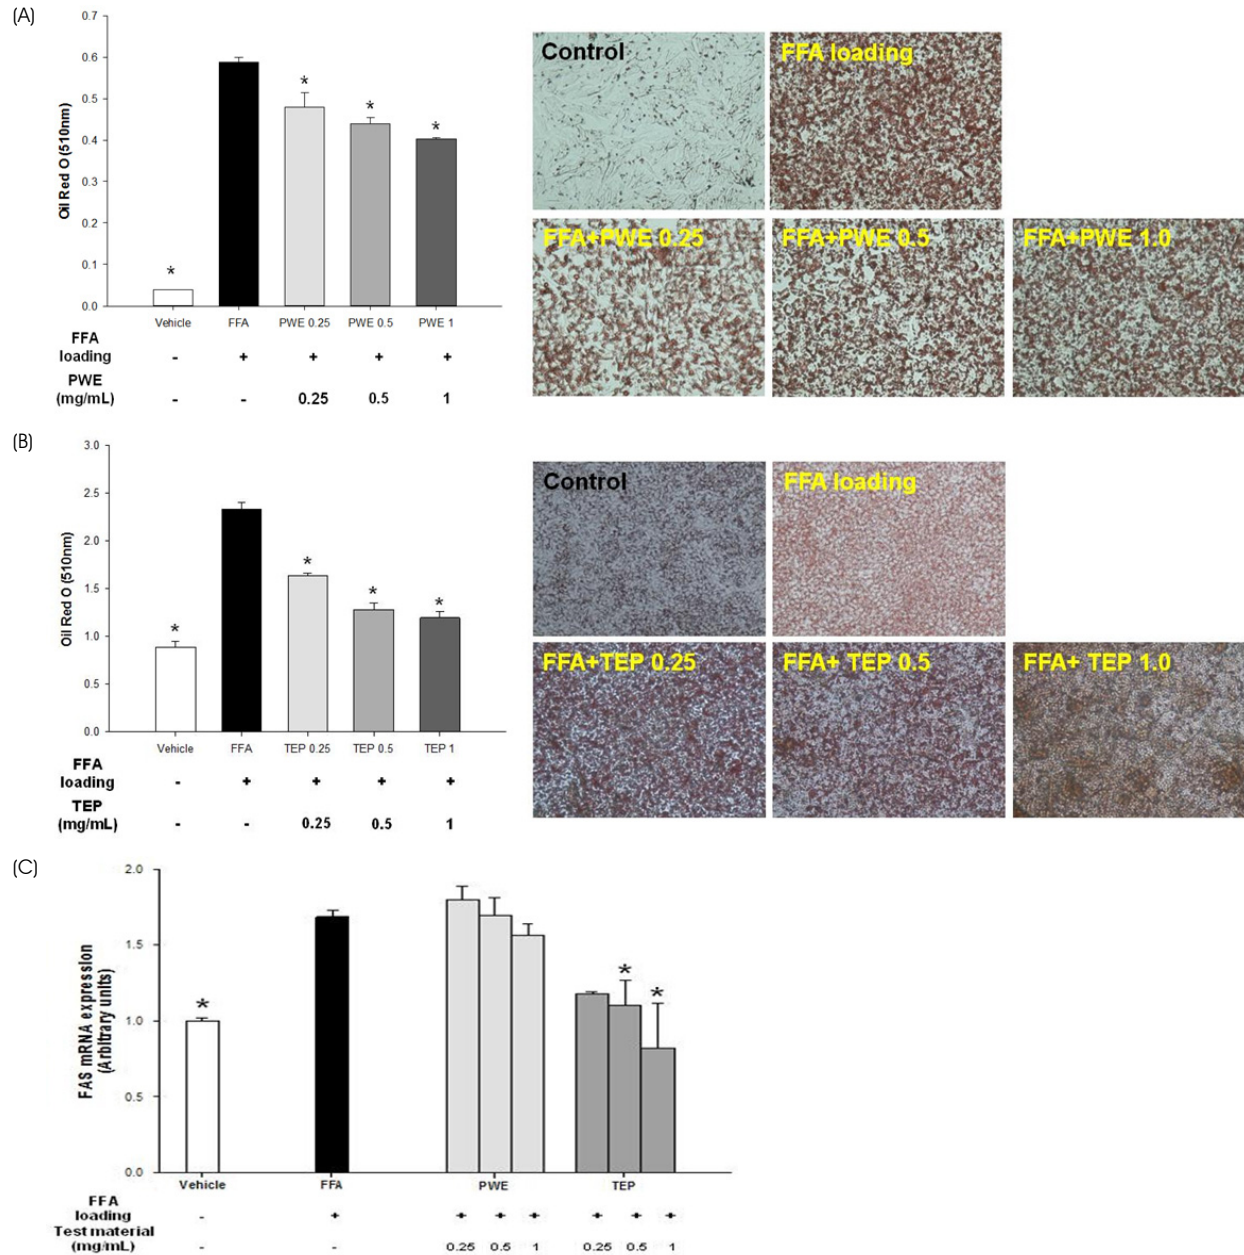 (A)
0.7
0.6
0.5
0.4
0.3
0.2
0.1
0.0
Oil Red O (510nm)
*
*
*
*
Vehicle FFA PWE 0.25 PWE 0.5 PWE 1
FFA
loading - + + + +
PWE
(mg/mL) - - 0.25 0.5 1
Control FFA loading
FFA+PWE 0.25 FFA+PWE 0.5 FFA+PWE 1.0
(B)
3.0
2.5
2.0
1.5
1.0
0.5
0.0
Oil Red O (510nm)
*
*
*
*
Vehicle FFA TEP 0.25 TEP 0.5 TEP 1
FFA
loading - + + + +
TEP
(mg/mL) - - 0.25 0.5 1
Control FFA loading
FFA+TEP 0.25 FFA+ TEP 0.5 FFA+ TEP 1.0
(C)
2.0
1.5
1.0
0.5
0.0
FAS mRNA expression
(Arbitrary units)
*
*
*
Vehicle FFA PWE TEP
FFA
loading - + + + + + + +
Test material
(mg/mL) - - 0.25 0.5 1 0.25 0.5 1